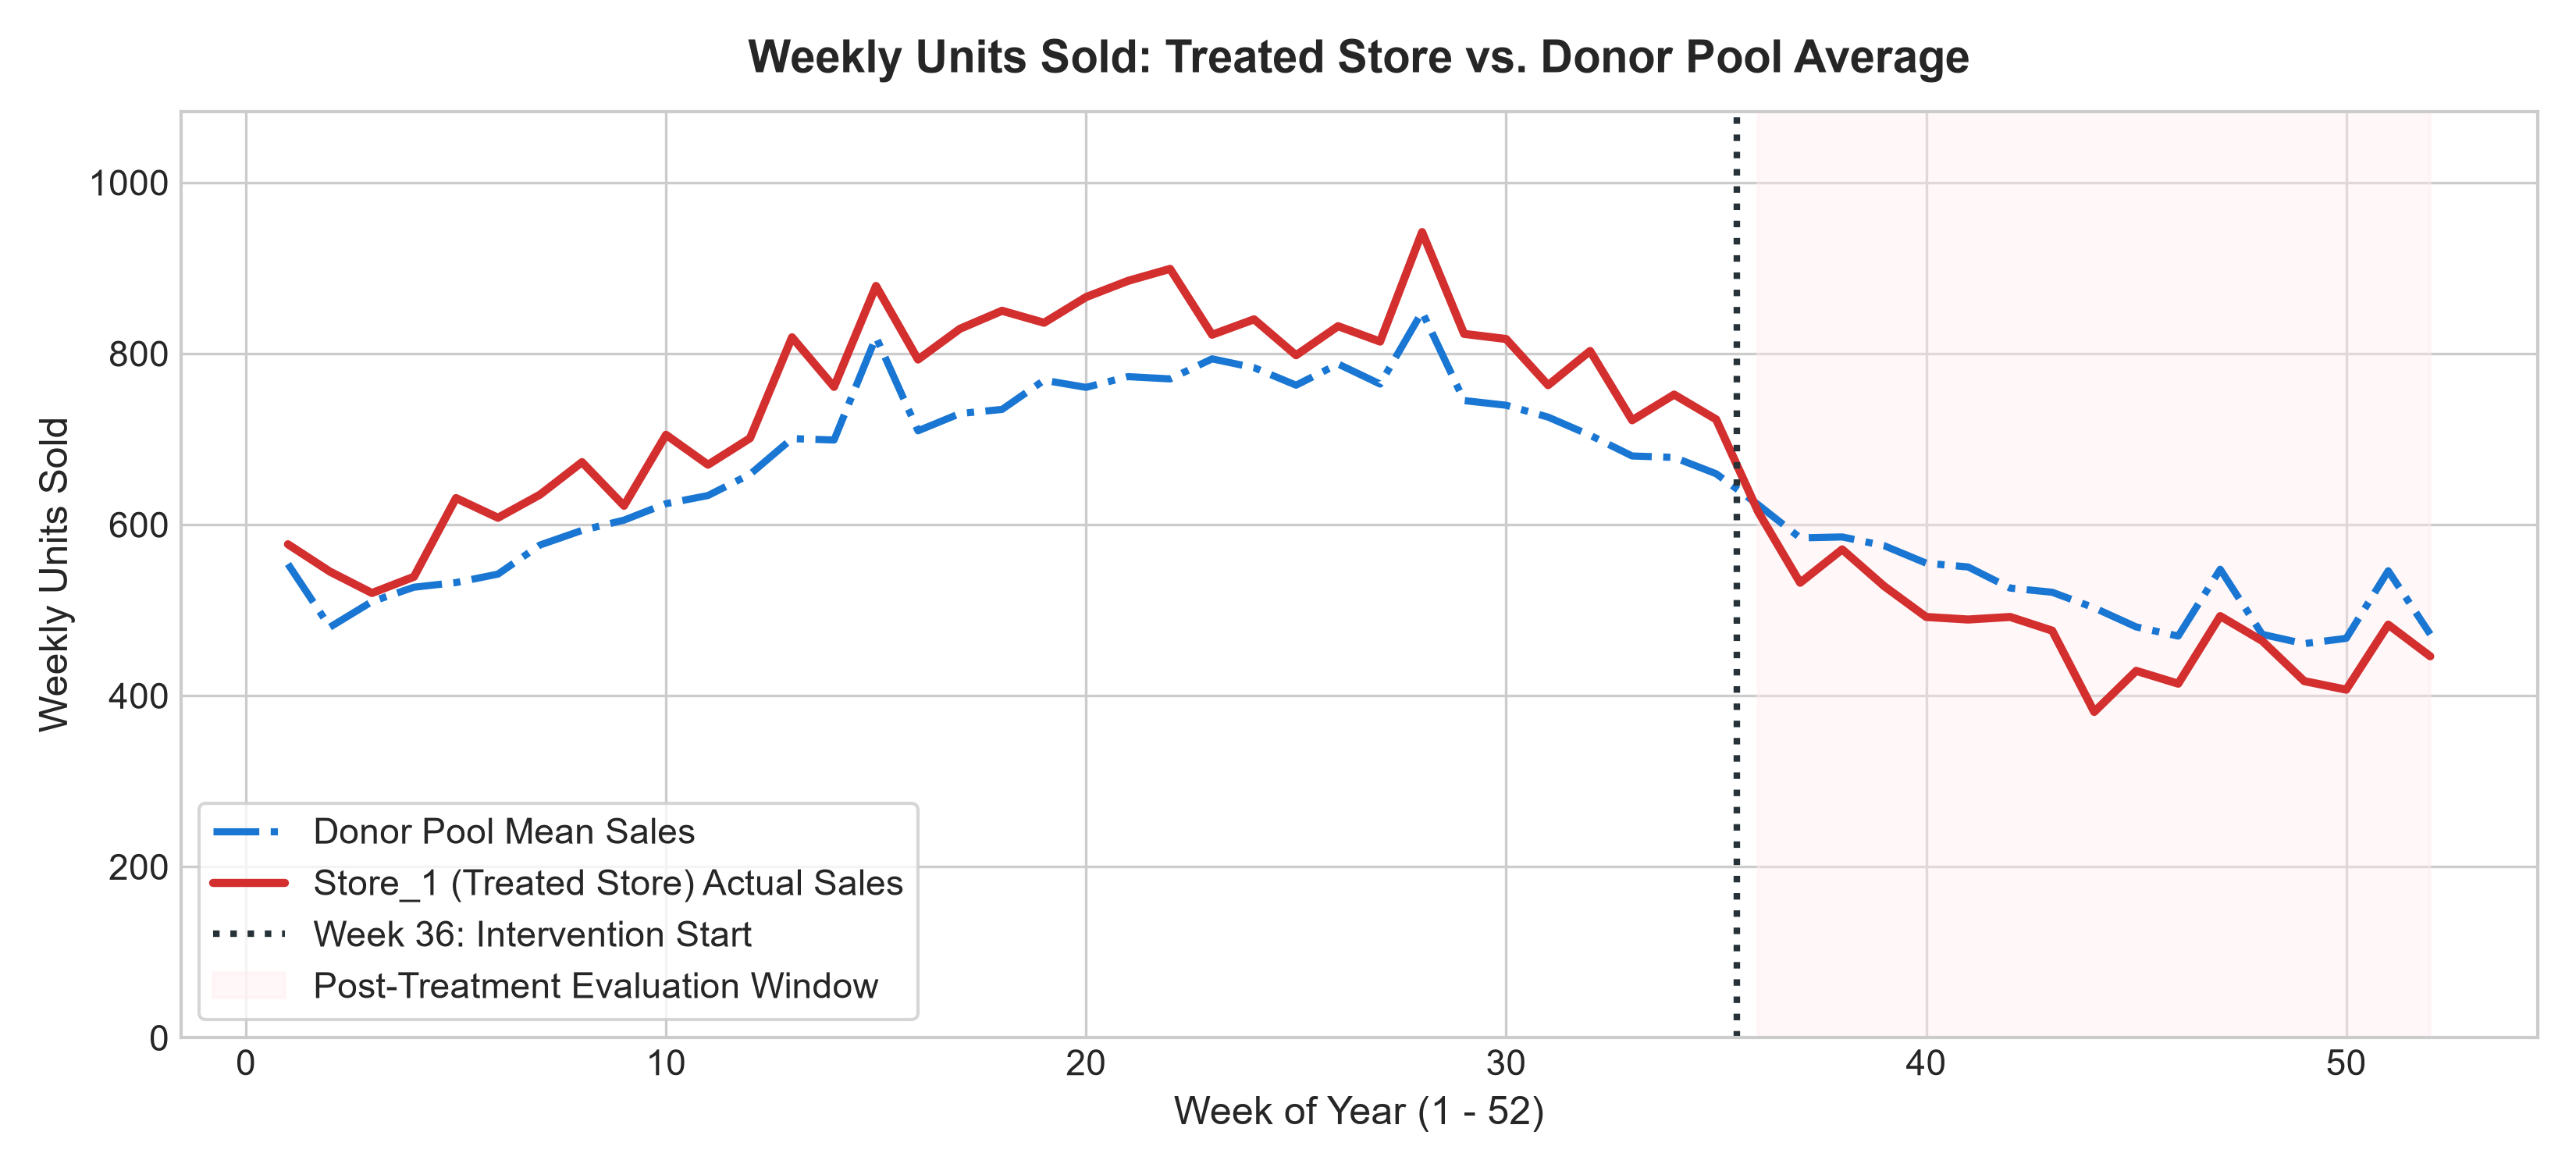 Weekly Units Sold: Treated Store vs. Donor Pool Average
Weekly Units Sold
1000
800
600
400
200
0
Donor Pool Mean Sales
Store_1 (Treated Store) Actual Sales
Week 36: Intervention Start
Post-Treatment Evaluation Window
0 10 20 30 40 50
Week of Year (1 - 52)